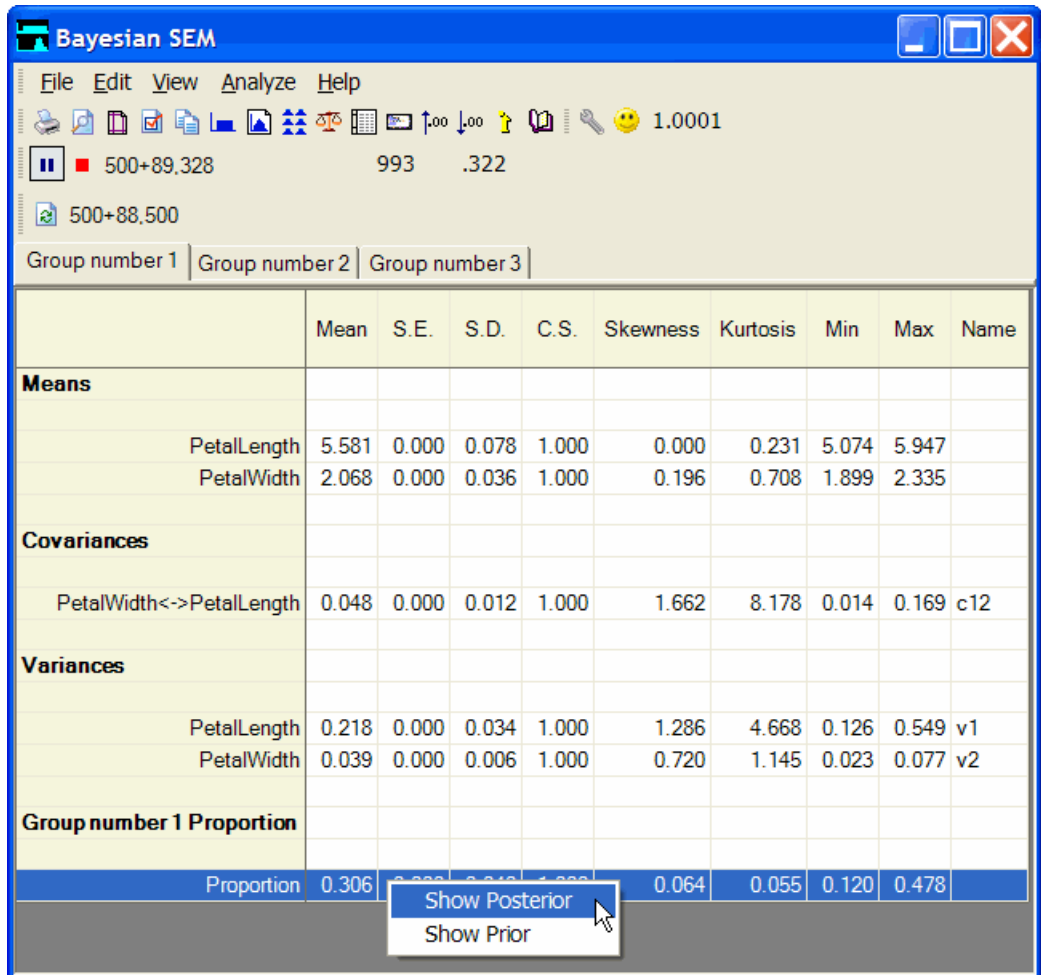 Bayesian SEM
File Edit View Analyze Help
1.0001
500+89,328 993 .322
500+88,500
Group number 1 Group number 2 Group number 3
Mean S.E. S.D. C.S. Skewness Kurtosis Min Max Name
Means
PetalLength 5.581 0.000 0.078 1.000 0.000 0.231 5.074 5.947
PetalWidth 2.068 0.000 0.036 1.000 0.196 0.708 1.899 2.335
Covariances
PetalWidth<->PetalLength 0.048 0.000 0.012 1.000 1.662 8.178 0.014 0.169 c12
Variances
PetalLength 0.218 0.000 0.034 1.000 1.286 4.668 0.126 0.549 v1
PetalWidth 0.039 0.000 0.006 1.000 0.720 1.145 0.023 0.077 v2
Group number 1 Proportion
Proportion 0.306 0.064 0.055 0.120 0.478
Show Posterior
Show Prior